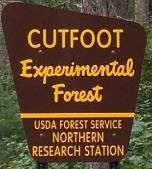 CUTFOOT
Experimental
Forest
USDA FOREST SERVICE
NORTHERN
RESEARCH STATION